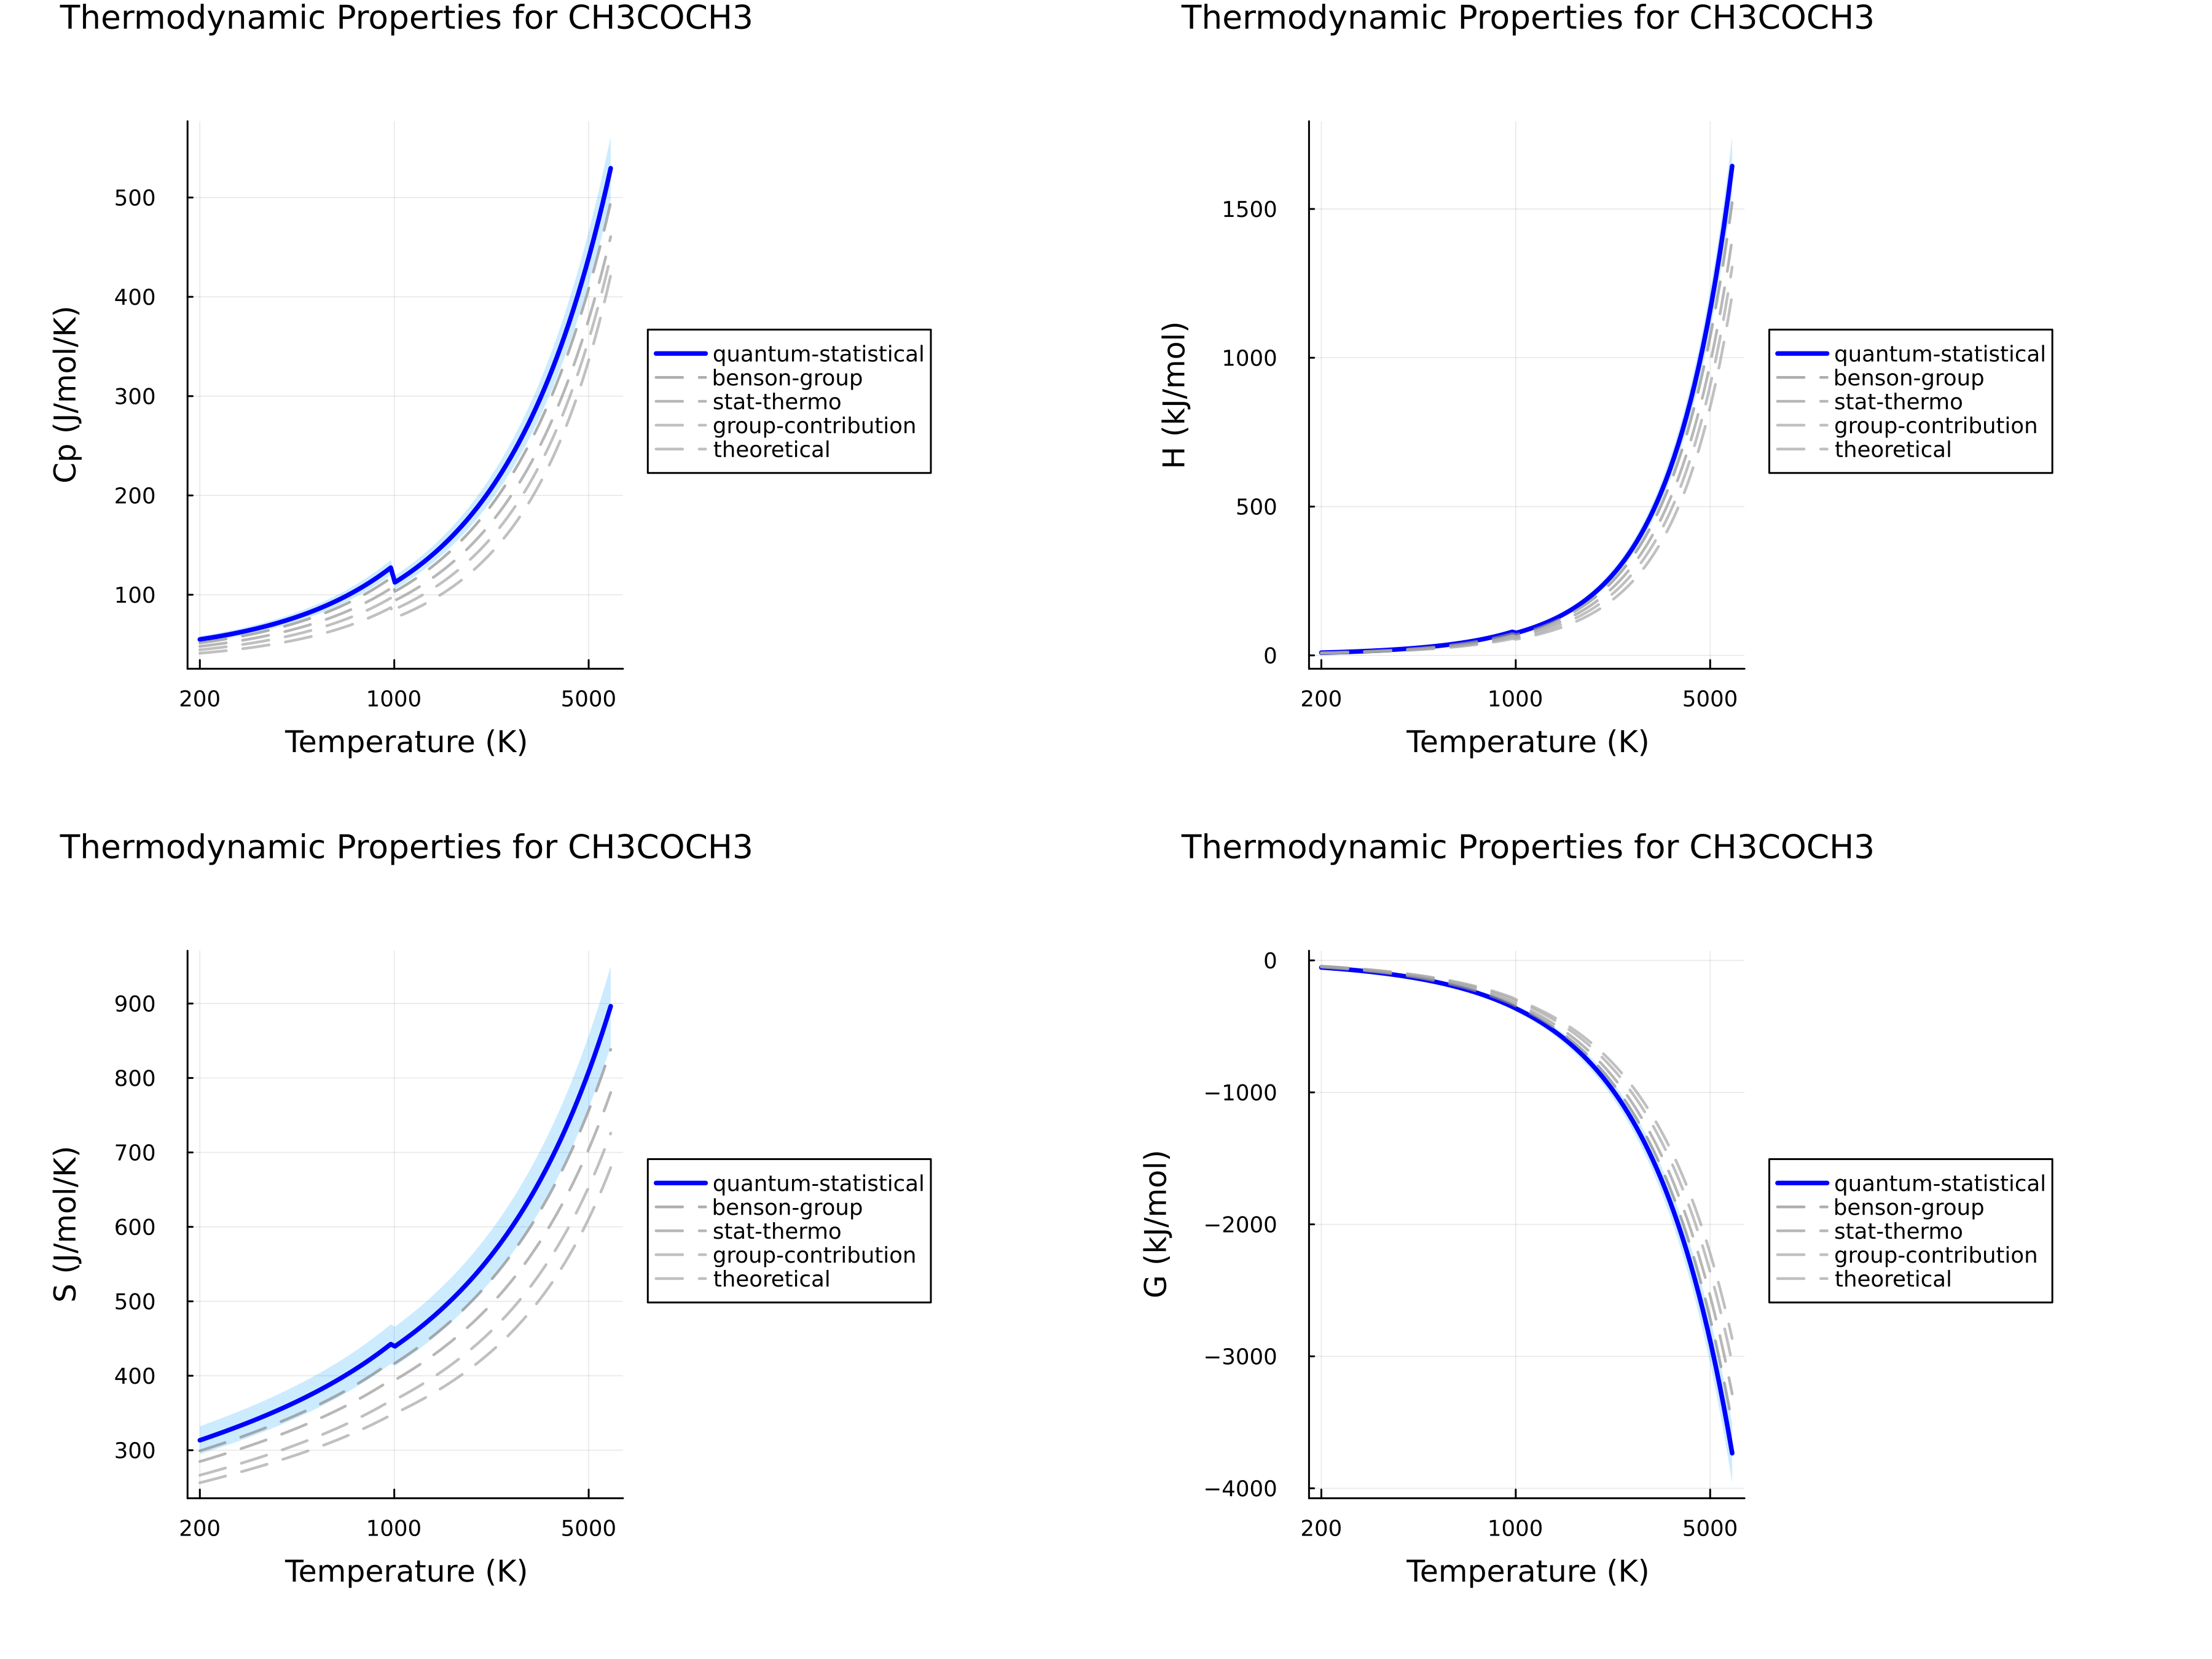 Thermodynamic Properties for CH3COCH3
Cp (J/mol/K)
500
400
300
200
100
200 1000 5000
Temperature (K)
quantum-statistical
benson-group
stat-thermo
group-contribution
theoretical
Thermodynamic Properties for CH3COCH3
H (kJ/mol)
1500
1000
500
0
200 1000 5000
Temperature (K)
quantum-statistical
benson-group
stat-thermo
group-contribution
theoretical
Thermodynamic Properties for CH3COCH3
S (J/mol/K)
900
800
700
600
500
400
300
200 1000 5000
Temperature (K)
quantum-statistical
benson-group
stat-thermo
group-contribution
theoretical
Thermodynamic Properties for CH3COCH3
G (kJ/mol)
0
−1000
−2000
−3000
−4000
200 1000 5000
Temperature (K)
quantum-statistical
benson-group
stat-thermo
group-contribution
theoretical